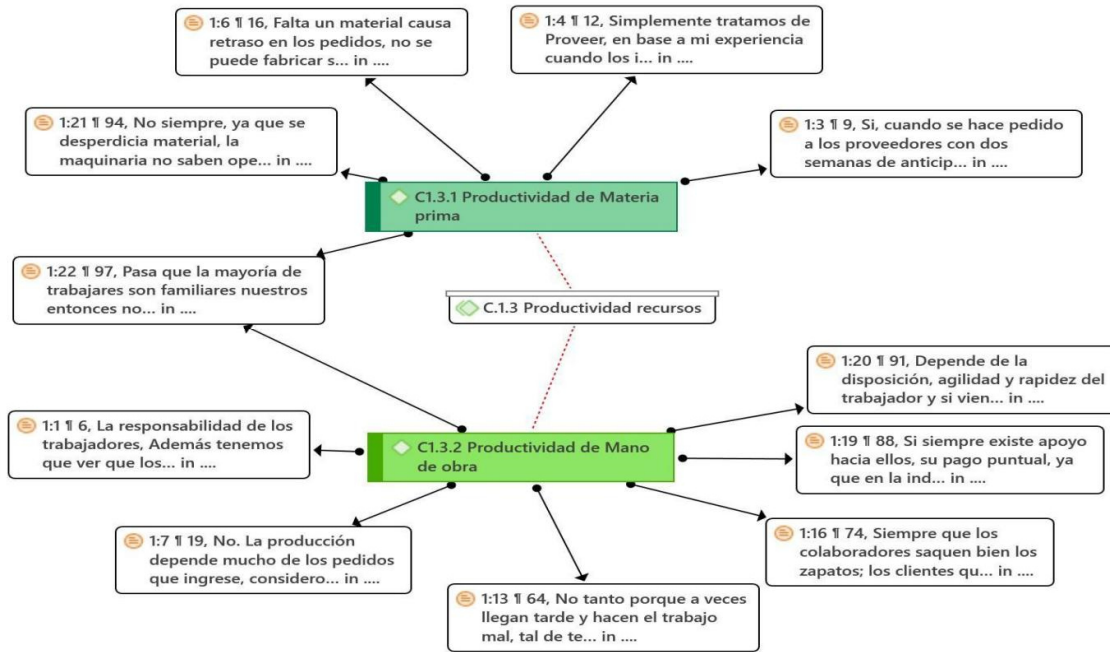 1:6 ¶ 16, Falta un material causa
retraso en los pedidos, no se
puede fabricar s... in ....
1:4 ¶ 12, Simplemente tratamos de
Proveer, en base a mi experiencia
cuando los i... in ....
1:21 ¶ 94, No siempre, ya que se
desperdicia material, la
maquinaria no saben ope... in ....
1:3 ¶ 9, Si, cuando se hace pedido
a los proveedores con dos
semanas de anticip... in ....
C1.3.1 Productividad de Materia
prima
1:22 ¶ 97, Pasa que la mayoría de
trabajares son familiares nuestros
entonces no... in ....
C.1.3 Productividad recursos
1:20 ¶ 91, Depende de la
disposición, agilidad y rapidez del
trabajador y si vien... in ....
1:1 ¶ 6, La responsabilidad de los
trabajadores, Además tenemos
que ver que los... in ....
C1.3.2 Productividad de Mano
de obra
1:19 ¶ 88, Si siempre existe apoyo
hacia ellos, su pago puntual, ya
que en la ind... in ....
1:7 ¶ 19, No. La producción
depende mucho de los pedidos
que ingrese, considero... in ....
1:16 ¶ 74, Siempre que los
colaboradores saquen bien los
zapatos; los clientes qu... in ....
1:13 ¶ 64, No tanto porque a veces
llegan tarde y hacen el trabajo
mal, tal de te... in ....